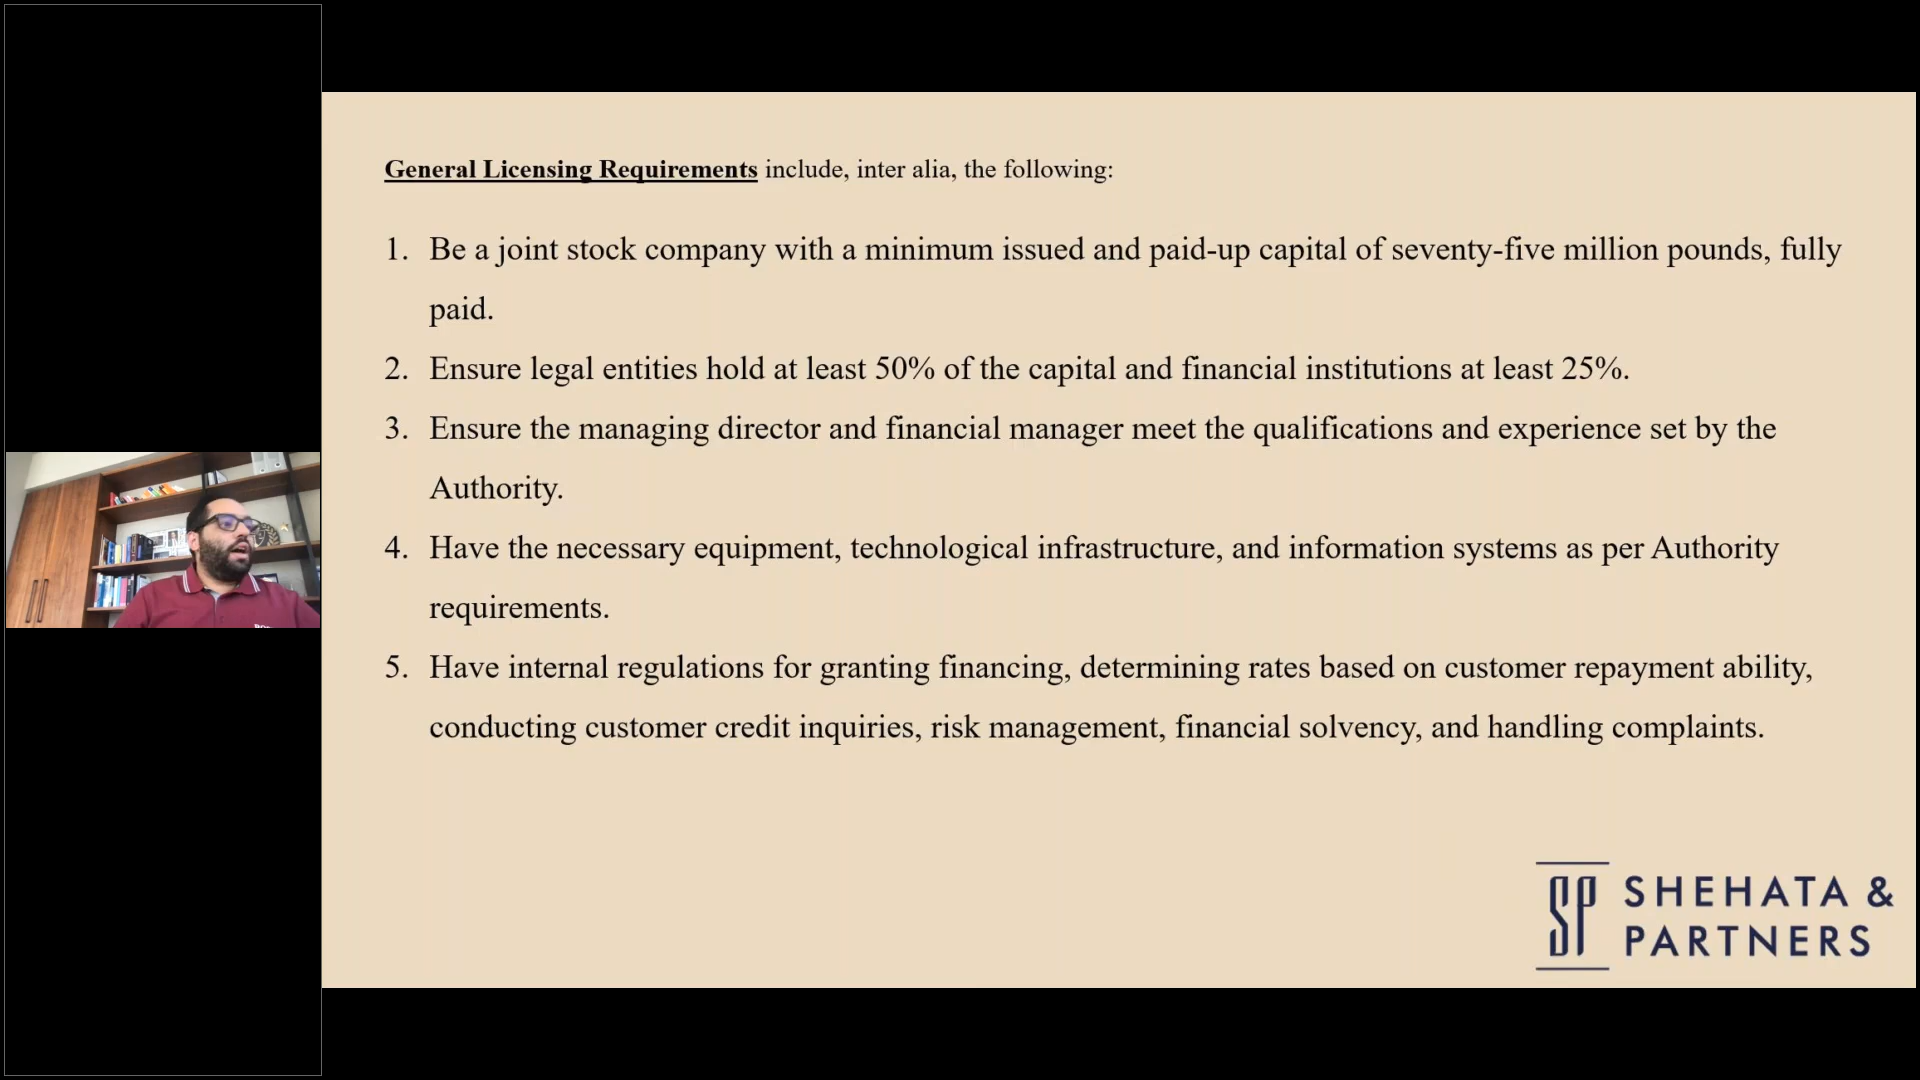 General Licensing Requirements include, inter alia, the following:
1. Be a joint stock company with a minimum issued and paid-up capital of seventy-five million pounds, fully
paid.
2. Ensure legal entities hold at least 50% of the capital and financial institutions at least 25%.
3. Ensure the managing director and financial manager meet the qualifications and experience set by the
Authority.
4. Have the necessary equipment, technological infrastructure, and information systems as per Authority
requirements.
5. Have internal regulations for granting financing, determining rates based on customer repayment ability,
conducting customer credit inquiries, risk management, financial solvency, and handling complaints.
SP
SHEHATA &
PARTNERS